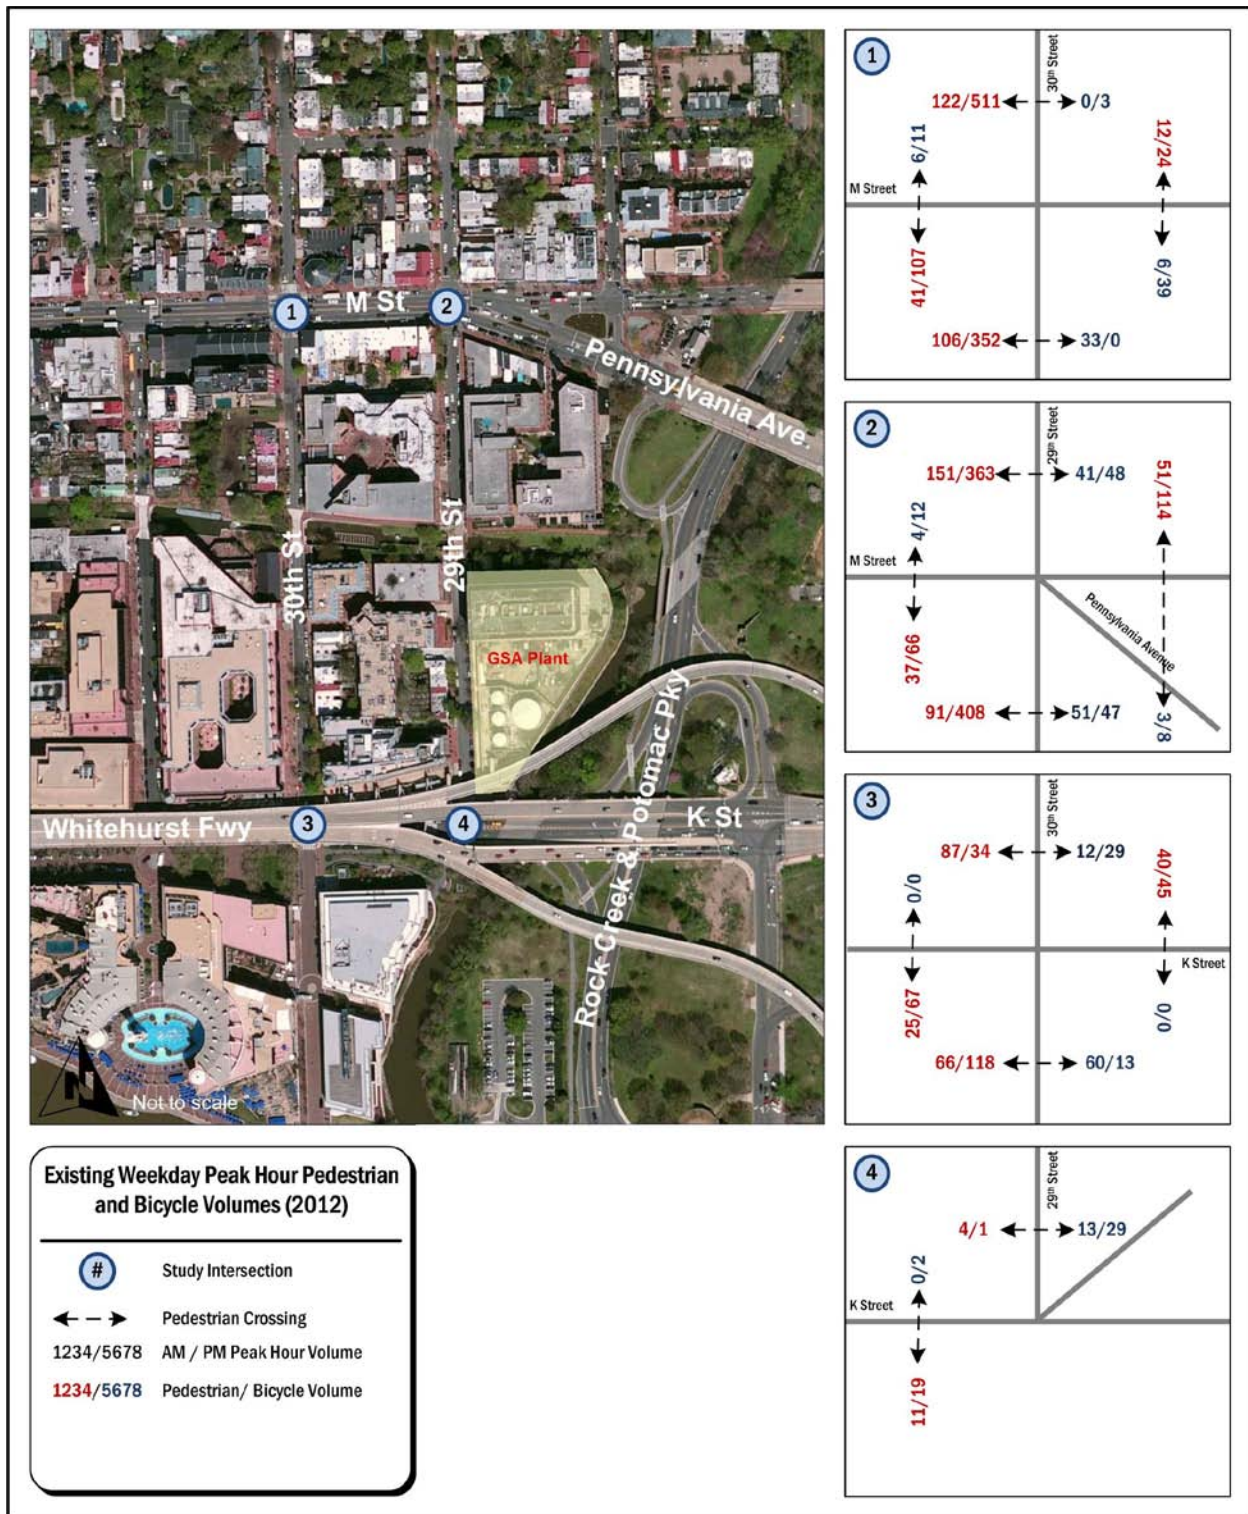 1
2
3
4
M St
Pennsylvania Ave.
30th St
29th St
GSA Plant
Rock Creek & Potomac Pky
Whitehurst Fwy
K St
N
Not to scale
Existing Weekday Peak Hour Pedestrian
and Bicycle Volumes (2012)
#
Study Intersection
Pedestrian Crossing
1234/5678 AM / PM Peak Hour Volume
1234/5678 Pedestrian/ Bicycle Volume
1
30th Street
122/511
0/3
6/11
12/24
M Street
41/107
6/39
106/352
33/0
2
29th Street
151/363
41/48
51/114
4/12
M Street
Pennsylvania Avenue
37/66
91/408
51/47
3/8
3
30th Street
87/34
12/29
40/45
0/0
K Street
25/67
0/0
66/118
60/13
4
29th Street
4/1
13/29
0/2
K Street
11/19